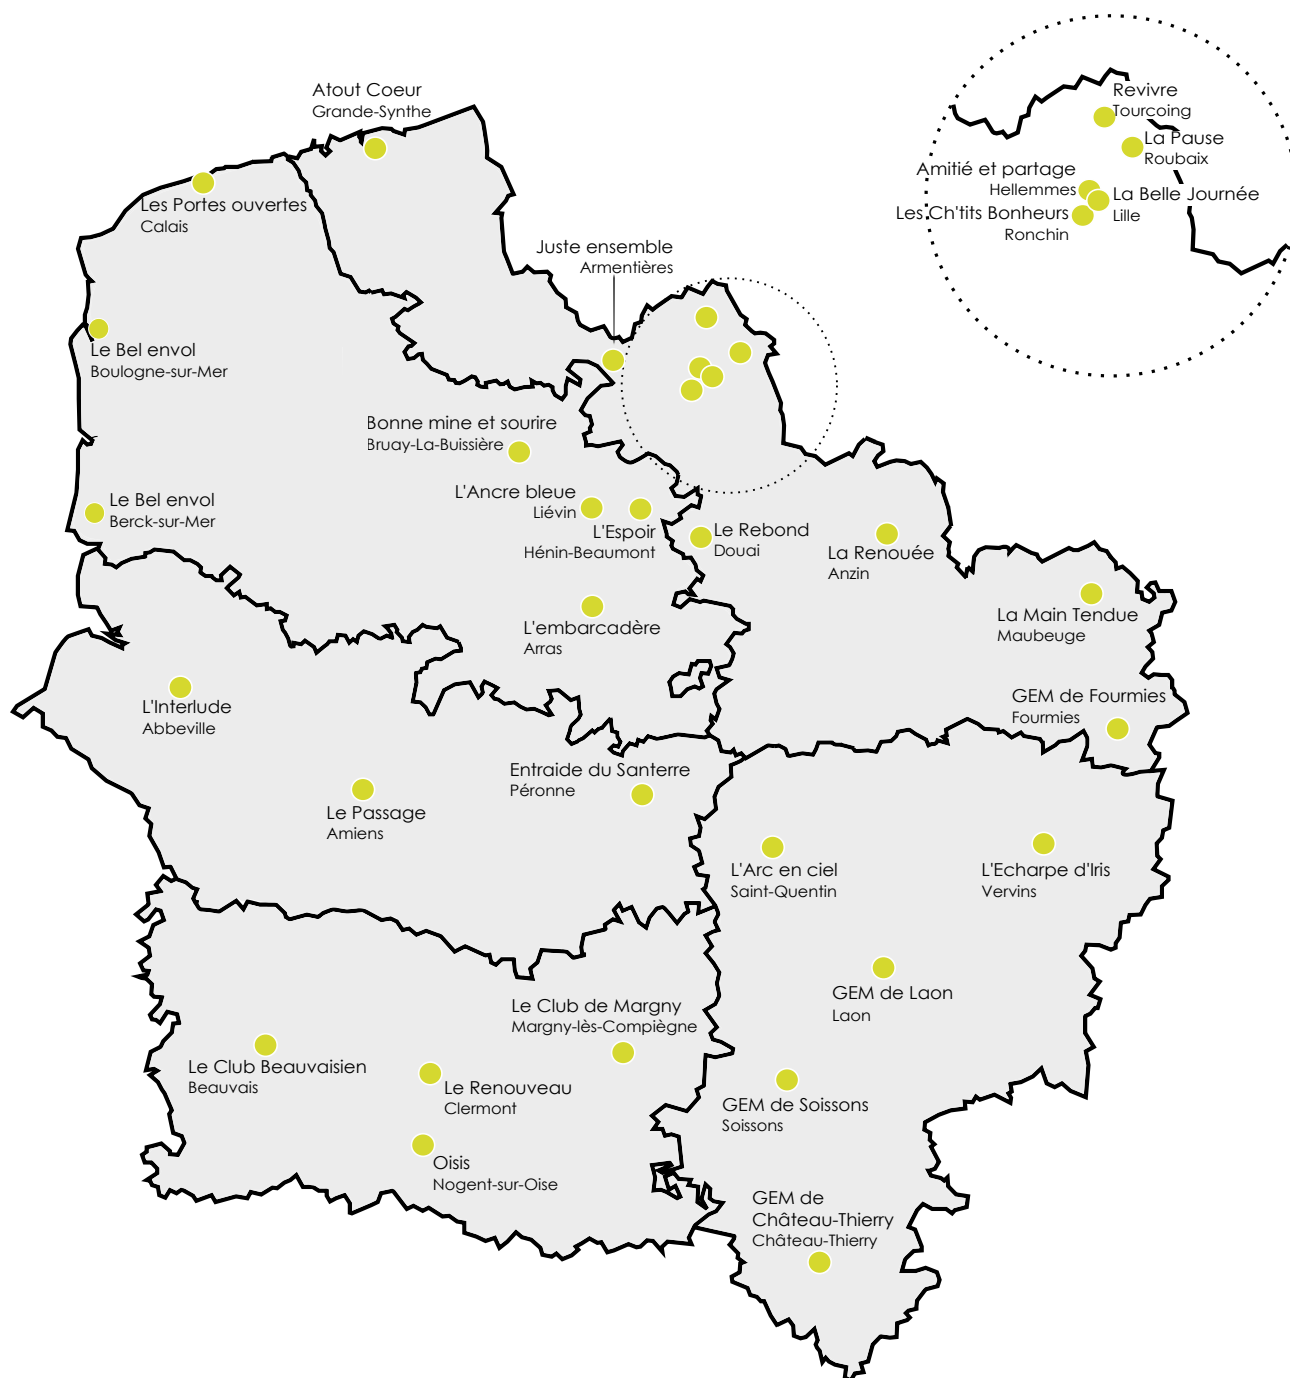 Atout Coeur
Grande-Synthe
Revivre
Tourcoing
La Pause
Roubaix
Amitié et partage
Hellemmes
La Belle Journée
Lille
Les Ch'tits Bonheurs
Ronchin
Les Portes ouvertes
Calais
Juste ensemble
Armentières
Le Bel envol
Boulogne-sur-Mer
Bonne mine et sourire
Bruay-La-Buissière
L'Ancre bleue
Liévin
Le Bel envol
Berck-sur-Mer
L'Espoir
Hénin-Beaumont
Le Rebond
Douai
La Renouée
Anzin
La Main Tendue
Maubeuge
L'embarcadère
Arras
L'Interlude
Abbeville
GEM de Fourmies
Fourmies
Entraide du Santerre
Péronne
Le Passage
Amiens
L'Arc en ciel
Saint-Quentin
L'Echarpe d'Iris
Vervins
GEM de Laon
Laon
Le Club de Margny
Margny-lès-Compiègne
Le Club Beauvaisien
Beauvais
Le Renouveau
Clermont
GEM de Soissons
Soissons
Oisis
Nogent-sur-Oise
GEM de
Château-Thierry
Château-Thierry